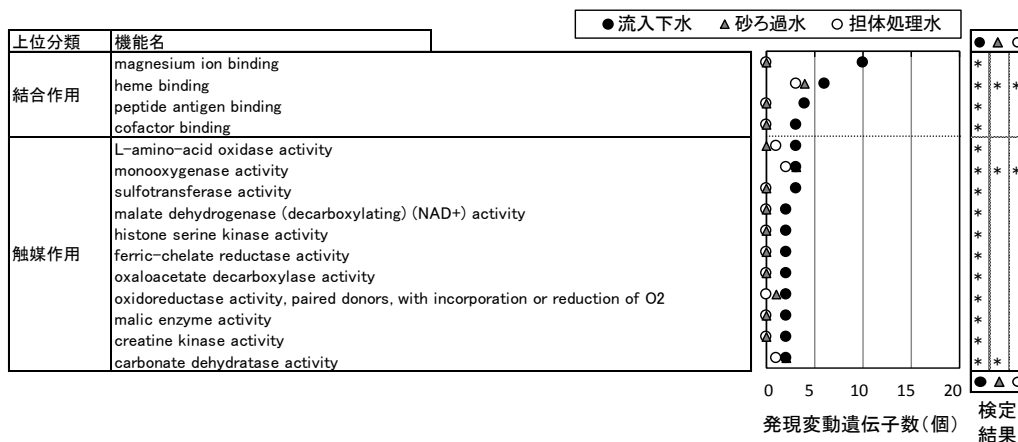 ●流入下水 ▲砂ろ過水 ○担体処理水
上位分類 機能名 ● ▲ ○
magnesium ion binding *
結合作用 heme binding * * *
peptide antigen binding *
cofactor binding *
L-amino-acid oxidase activity *
monooxygenase activity * * *
sulfotransferase activity *
malate dehydrogenase (decarboxylating) (NAD+) activity *
histone serine kinase activity *
触媒作用 ferric-chelate reductase activity *
oxaloacetate decarboxylase activity *
oxidoreductase activity, paired donors, with incorporation or reduction of O2 *
malic enzyme activity *
creatine kinase activity *
carbonate dehydratase activity * *
● ▲ ○
0 5 10 15 20
発現変動遺伝子数(個)
検定
結果